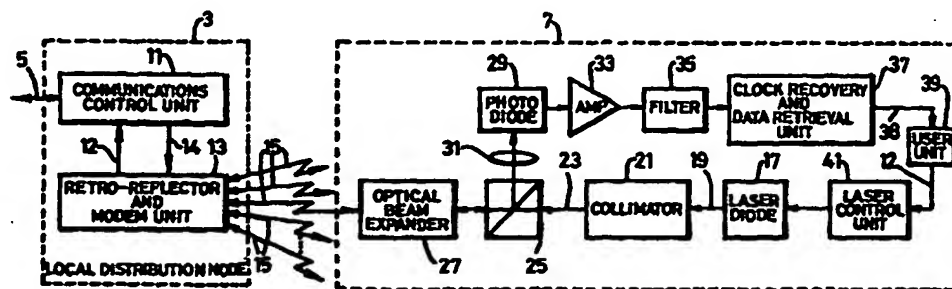 3
7
5
11
COMMUNICATIONS
CONTROL UNIT
12
14
13
15
RETRO-REFLECTOR
AND
MODEM UNIT
15
LOCAL DISTRIBUTION NODE
29
PHOTO
DIODE
33
AMP
35
FILTER
37
CLOCK RECOVERY
AND
DATA RETRIEVAL
UNIT
38
39
USER
UNIT
12
31
23
21
19
17
41
OPTICAL
BEAM
EXPANDER
27
25
COLLIMATOR
LASER
DIODE
LASER
CONTROL
UNIT